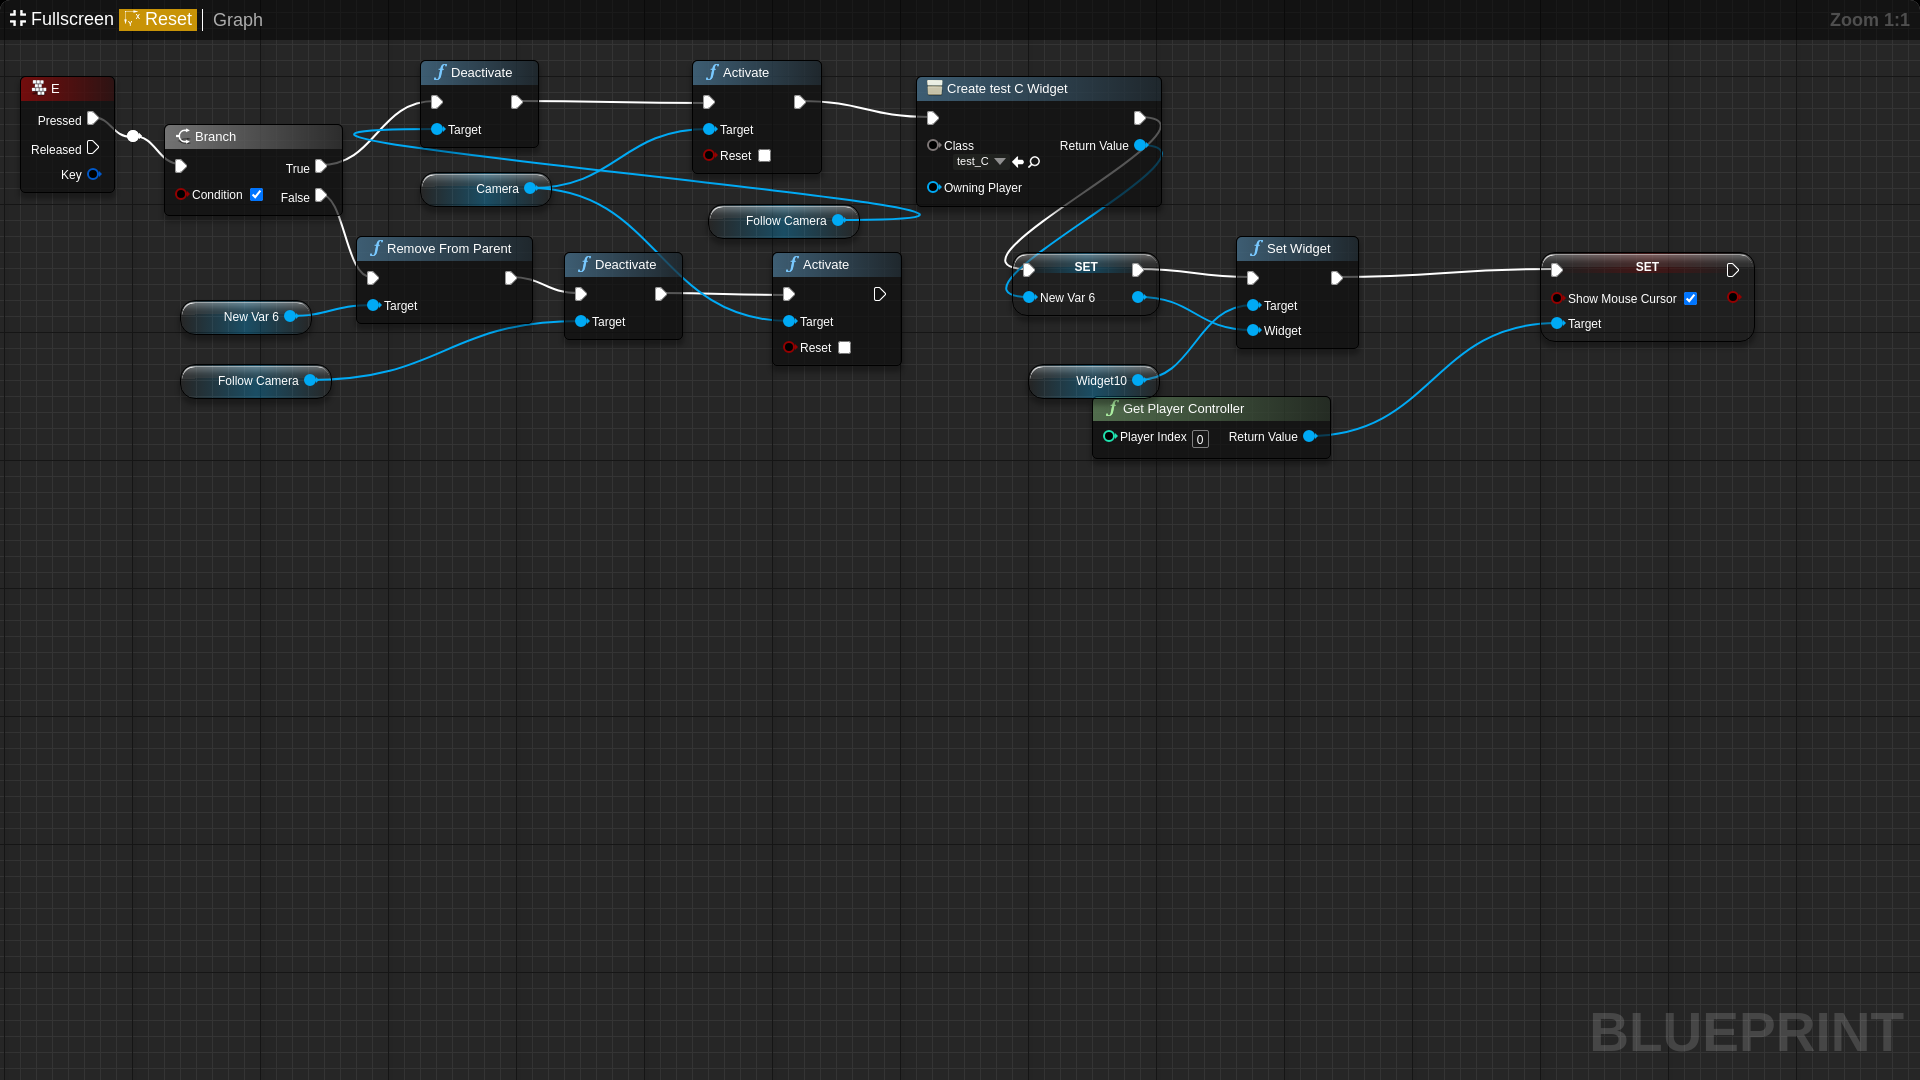 Fullscreen Reset Graph Zoom 1:1
E
Pressed
Released
Key
Branch
True
Condition
False
Deactivate
Target
Camera
Activate
Target
Reset
Follow Camera
Create test C Widget
Class
test_C
Return Value
Owning Player
Remove From Parent
Target
New Var 6
Follow Camera
Deactivate
Target
Activate
Target
Reset
SET
New Var 6
Set Widget
Target
Widget
Widget10
Get Player Controller
Player Index 0 Return Value
SET
Show Mouse Cursor
Target
BLUEPRINT